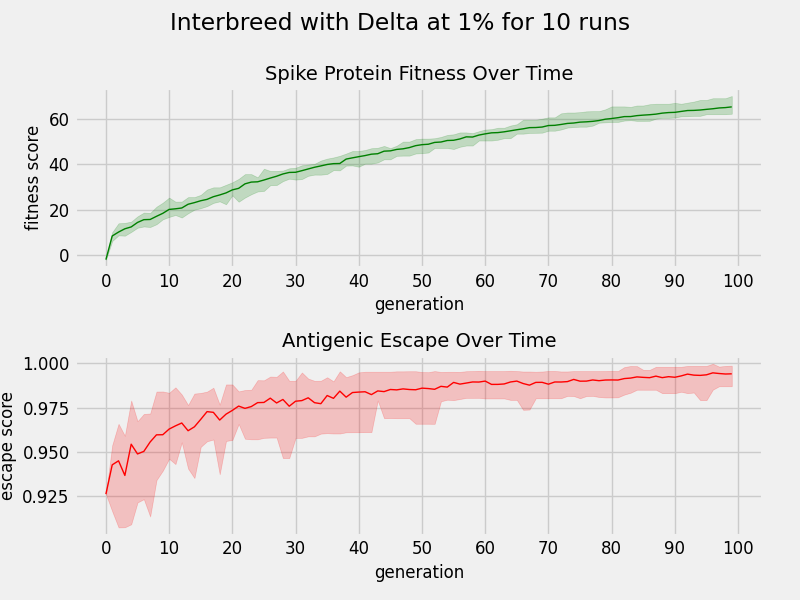 Interbreed with Delta at 1% for 10 runs
Spike Protein Fitness Over Time
fitness score
60
40
20
0
0 10 20 30 40 50 60 70 80 90 100
generation
Antigenic Escape Over Time
escape score
1.000
0.975
0.950
0.925
0 10 20 30 40 50 60 70 80 90 100
generation